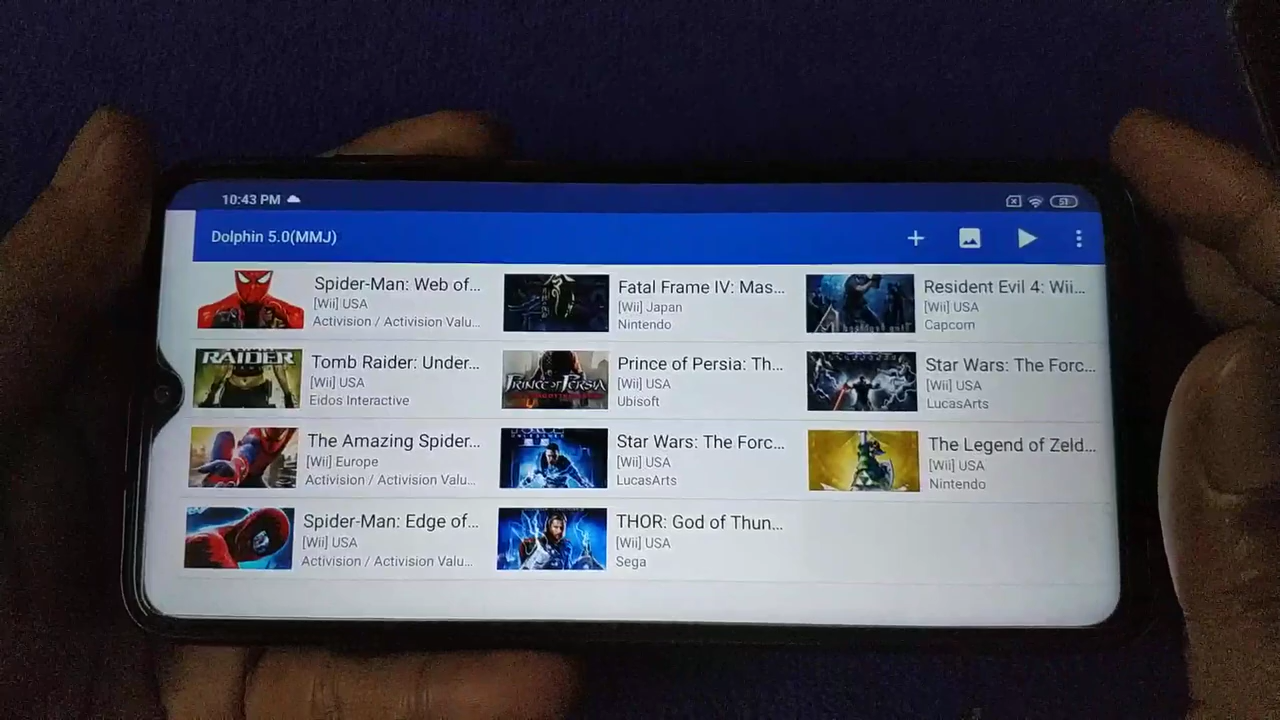 10:43 PM
51
Dolphin 5.0(MMJ)
Spider-Man: Web of...
[Wii] USA
Activision / Activision Valu...
Fatal Frame IV: Mas...
[Wii] Japan
Nintendo
Resident Evil 4: Wii...
[Wii] USA
Capcom
RAIDER
Tomb Raider: Under...
[Wii] USA
Eidos Interactive
PRINCE OF PERSIA
Prince of Persia: Th...
[Wii] USA
Ubisoft
Star Wars: The Forc...
[Wii] USA
LucasArts
The Amazing Spider...
[Wii] Europe
Activision / Activision Valu...
Star Wars: The Forc...
[Wii] USA
LucasArts
The Legend of Zeld...
[Wii] USA
Nintendo
Spider-Man: Edge of...
[Wii] USA
Activision / Activision Valu...
THOR: God of Thun...
[Wii] USA
Sega